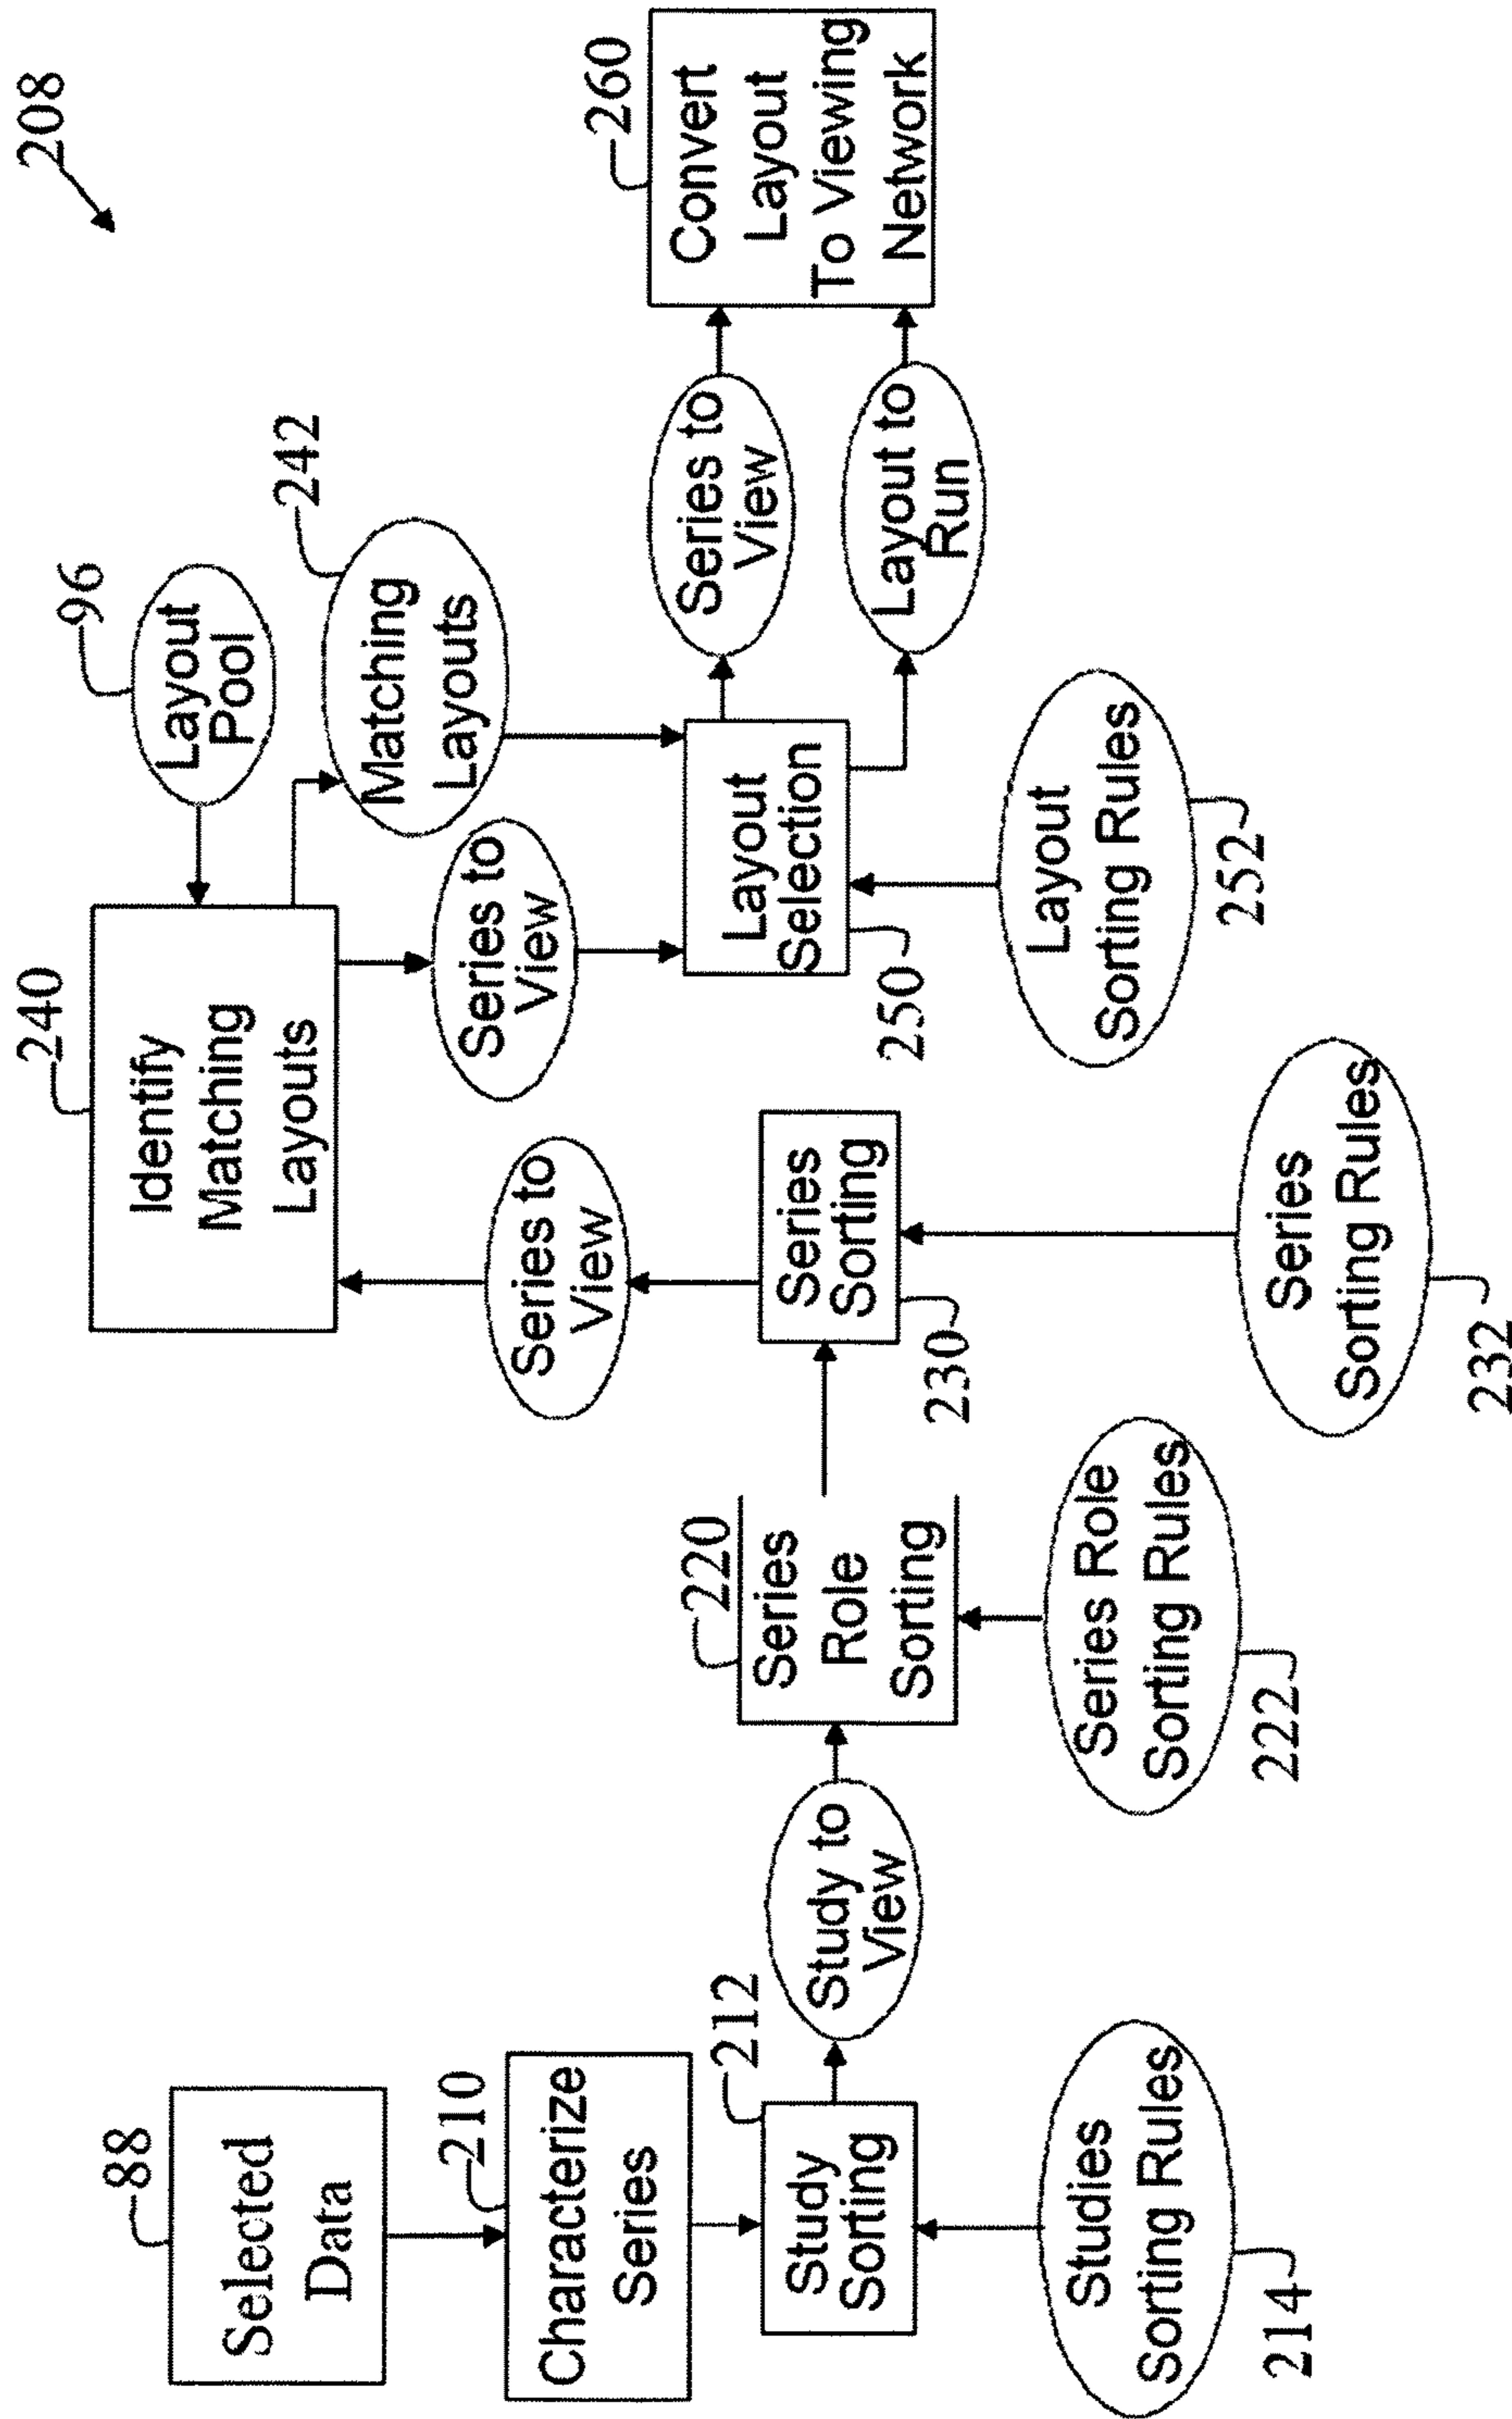 208
88
Selected
Data
210
Characterize
Series
212
Study
Sorting
Studies
Sorting Rules
214
Study to
View
220
Series
Role
Sorting
Series Role
Sorting Rules
222
230
Series
Sorting
Series
Sorting Rules
232
Series to
View
240
Identify
Matching
Layouts
96
Layout
Pool
242
Matching
Layouts
Series to
View
250
Layout
Selection
Layout
Sorting Rules
252
Series to
View
Layout to
Run
260
Convert
Layout
To Viewing
Network